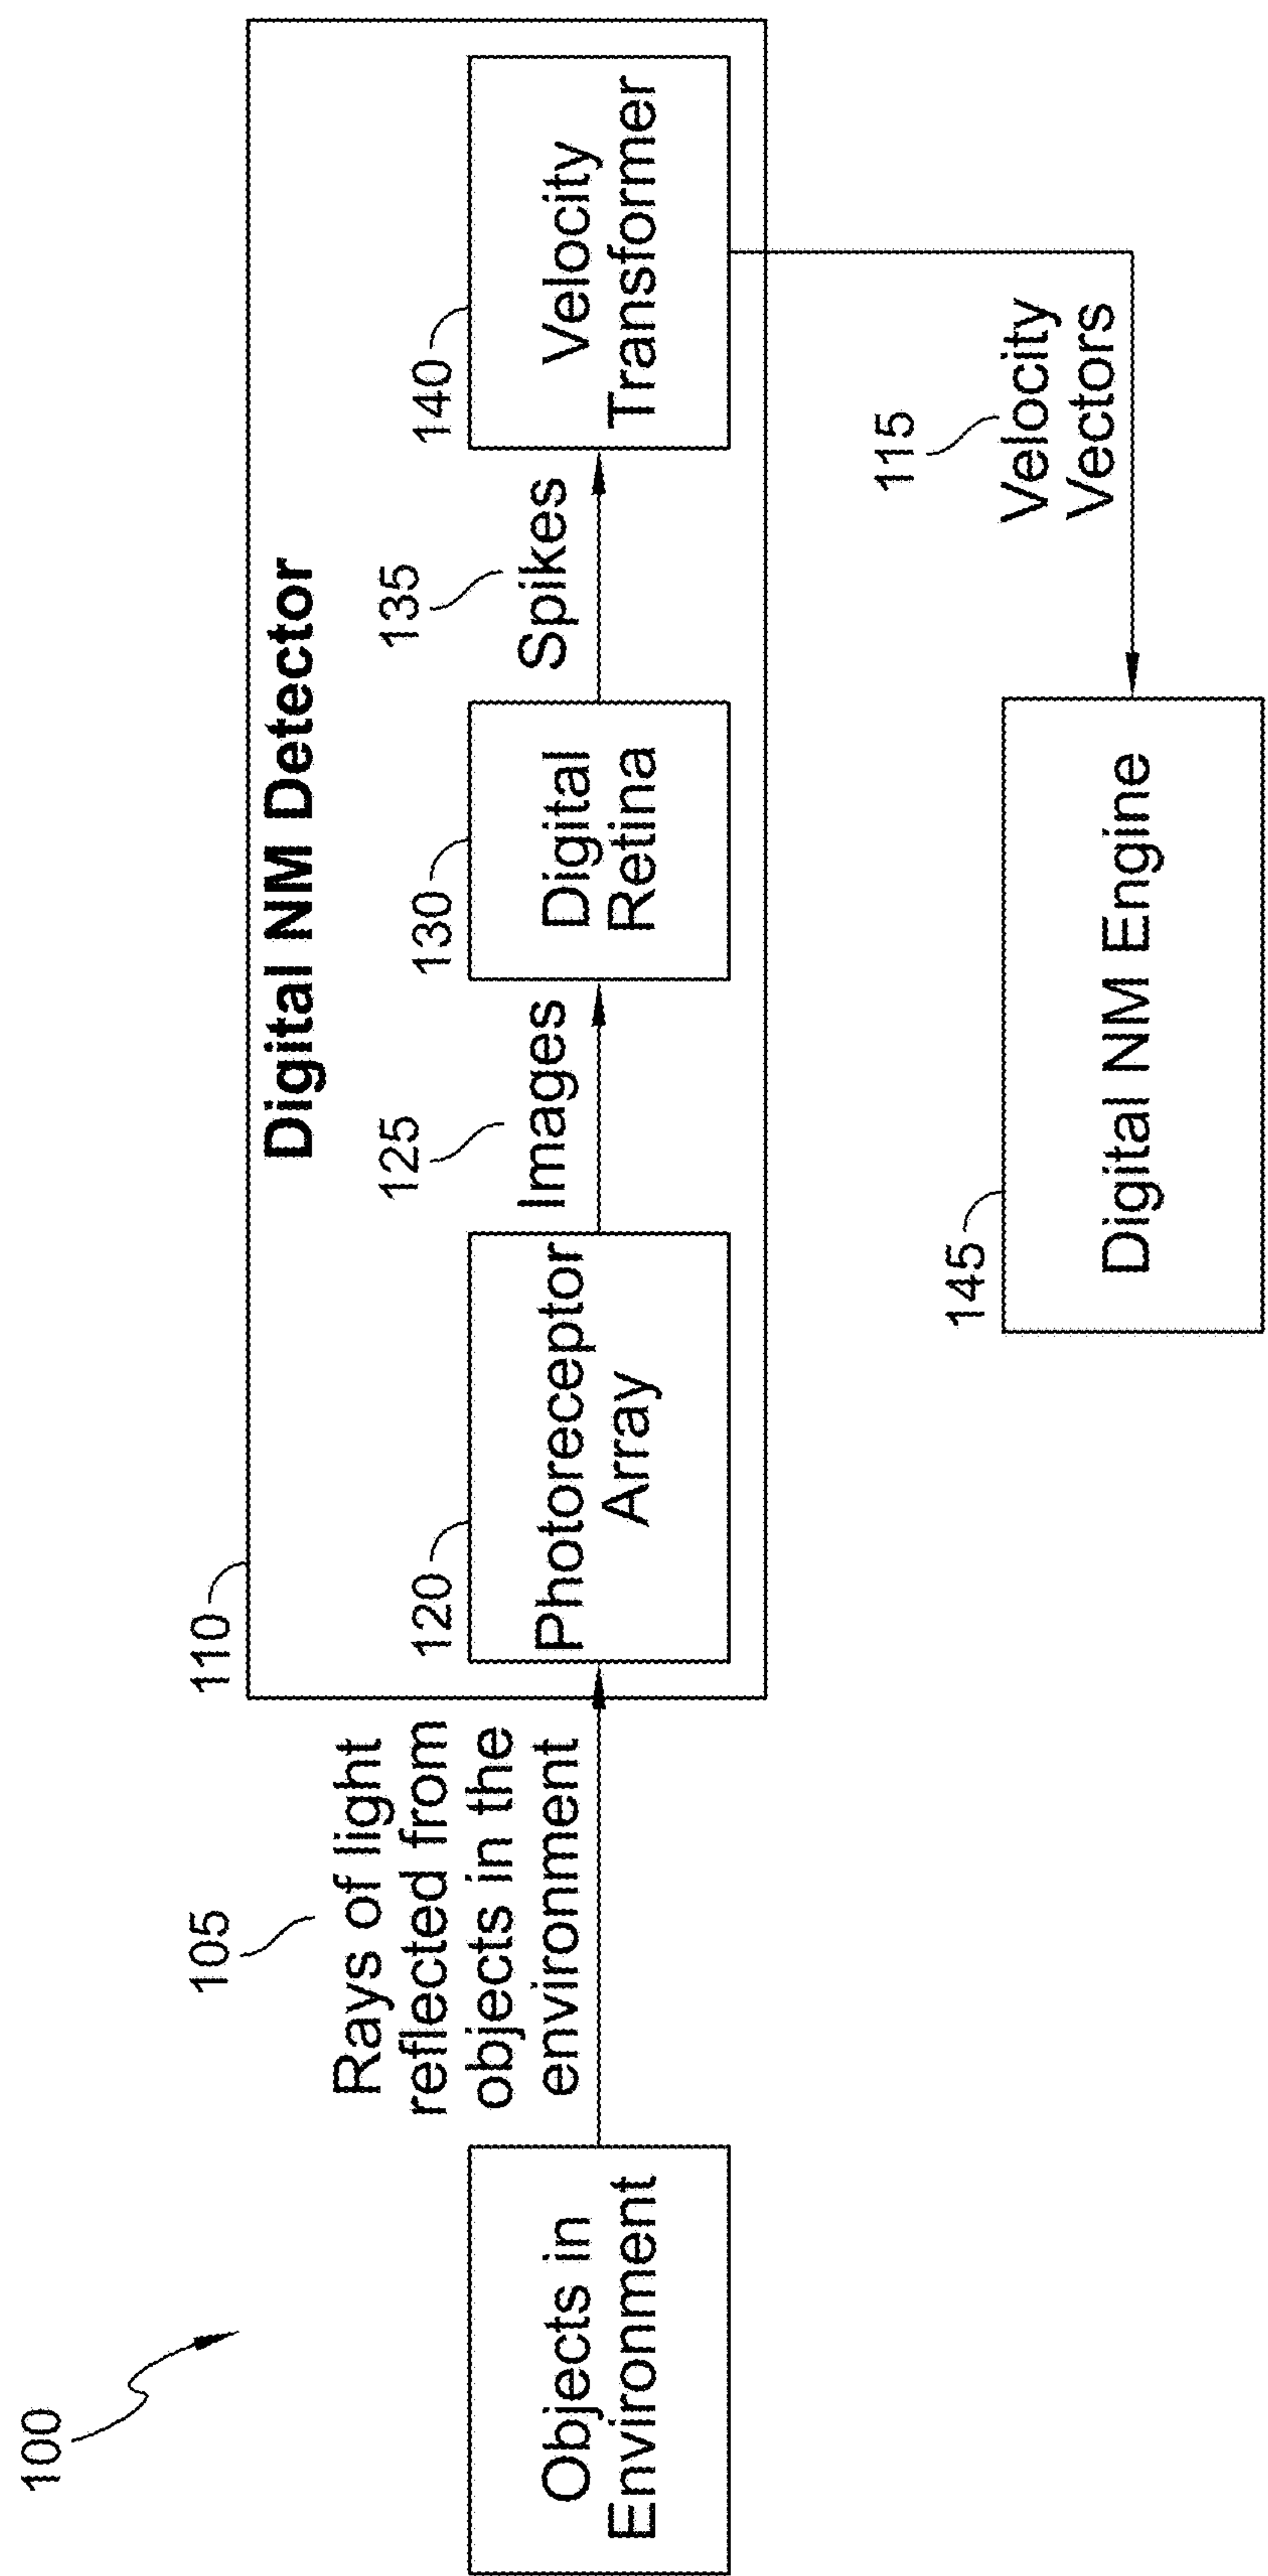 100
Objects in
Environment
105
Rays of light
reflected from
objects in the
environment
110
Digital NM Detector
120
Photoreceptor
Array
125
Images
130
Digital
Retina
135
Spikes
140
Velocity
Transformer
115
Velocity
Vectors
145
Digital NM Engine